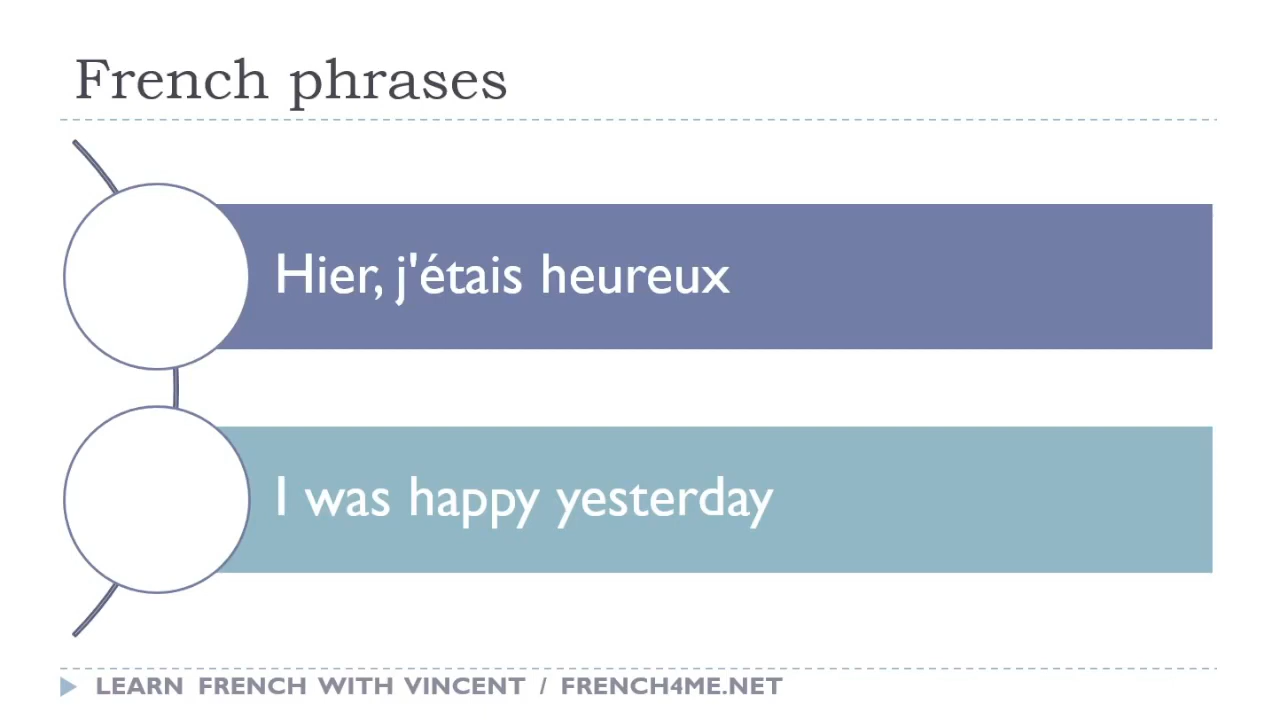 French phrases
Hier, j'étais heureux
I was happy yesterday
LEARN FRENCH WITH VINCENT / FRENCH4ME.NET